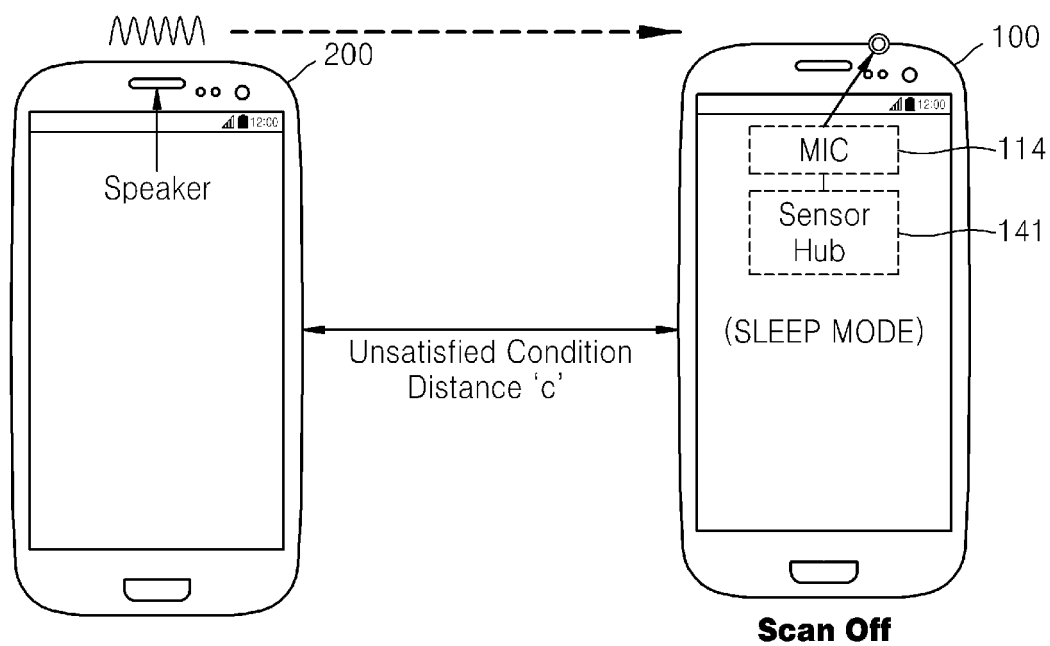 200
100
12:00
12:00
Speaker
MIC
114
Sensor
Hub
141
(SLEEP MODE)
Unsatisfied Condition
Distance ‘c’
Scan Off